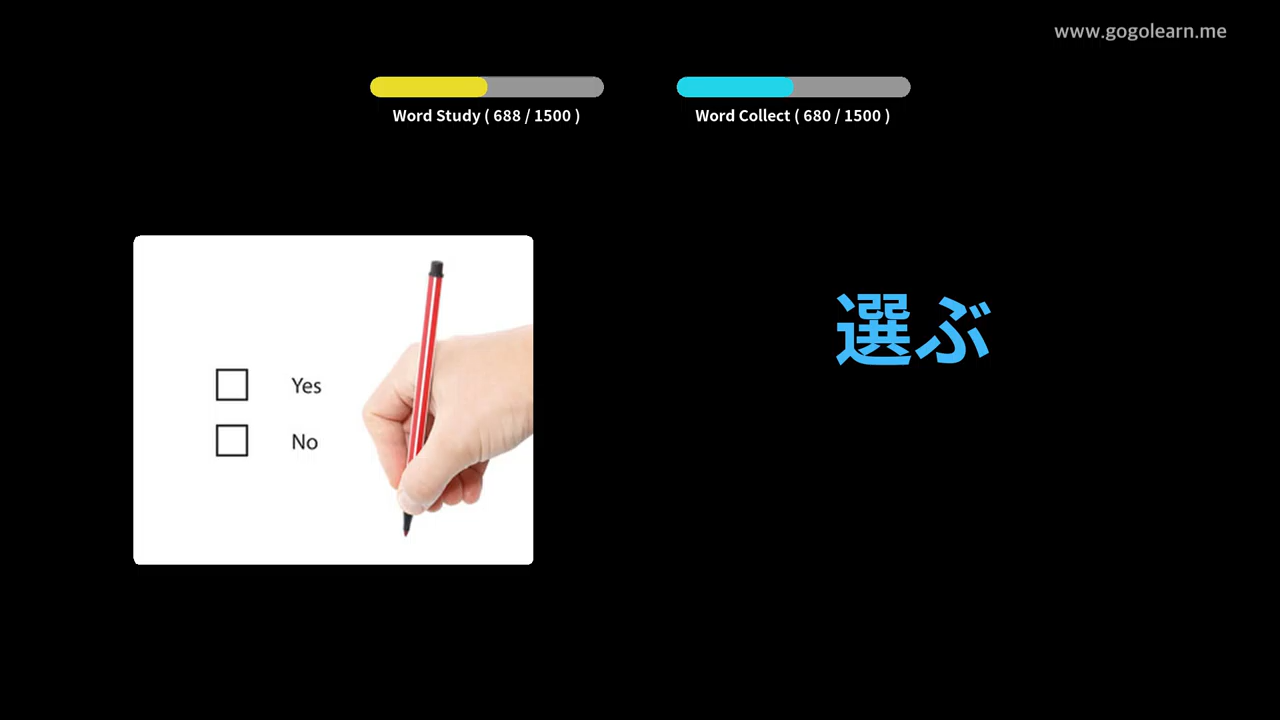 www.gogolearn.me
Word Study ( 688 / 1500 )
Word Collect ( 680 / 1500 )
Yes
No
選ぶ